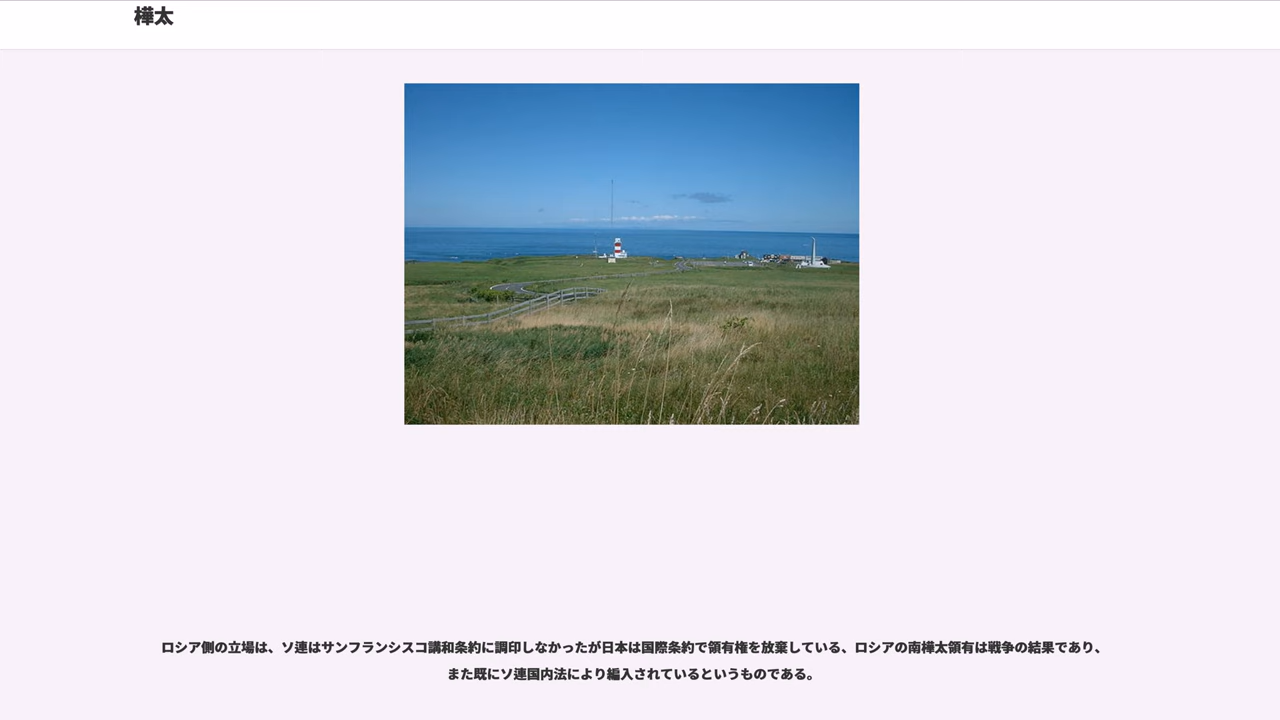 樺太
ロシア側の立場は、ソ連はサンフランシスコ講和条約に調印しなかったが日本は国際条約で領有権を放棄している、ロシアの南樺太領有は戦争の結果であり、
また既にソ連国内法により編入されているというものである。